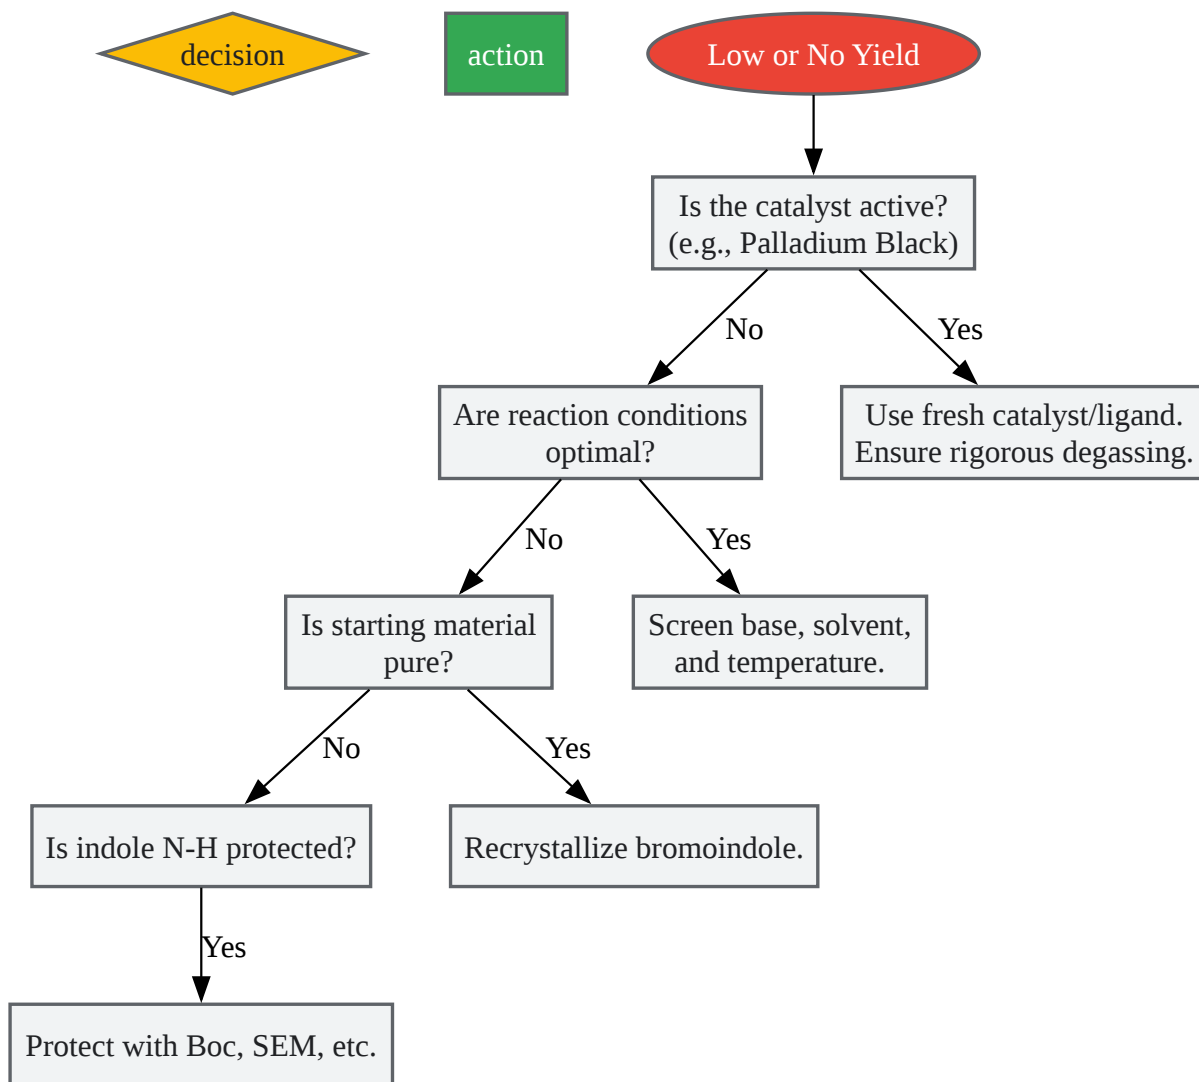 decision
action
Low or No Yield
Is the catalyst active?
(e.g., Palladium Black)
No
Yes
Are reaction conditions
optimal?
Use fresh catalyst/ligand.
Ensure rigorous degassing.
No
Yes
Is starting material
pure?
Screen base, solvent,
and temperature.
No
Yes
Is indole N-H protected?
Recrystallize bromoindole.
Yes
Protect with Boc, SEM, etc.